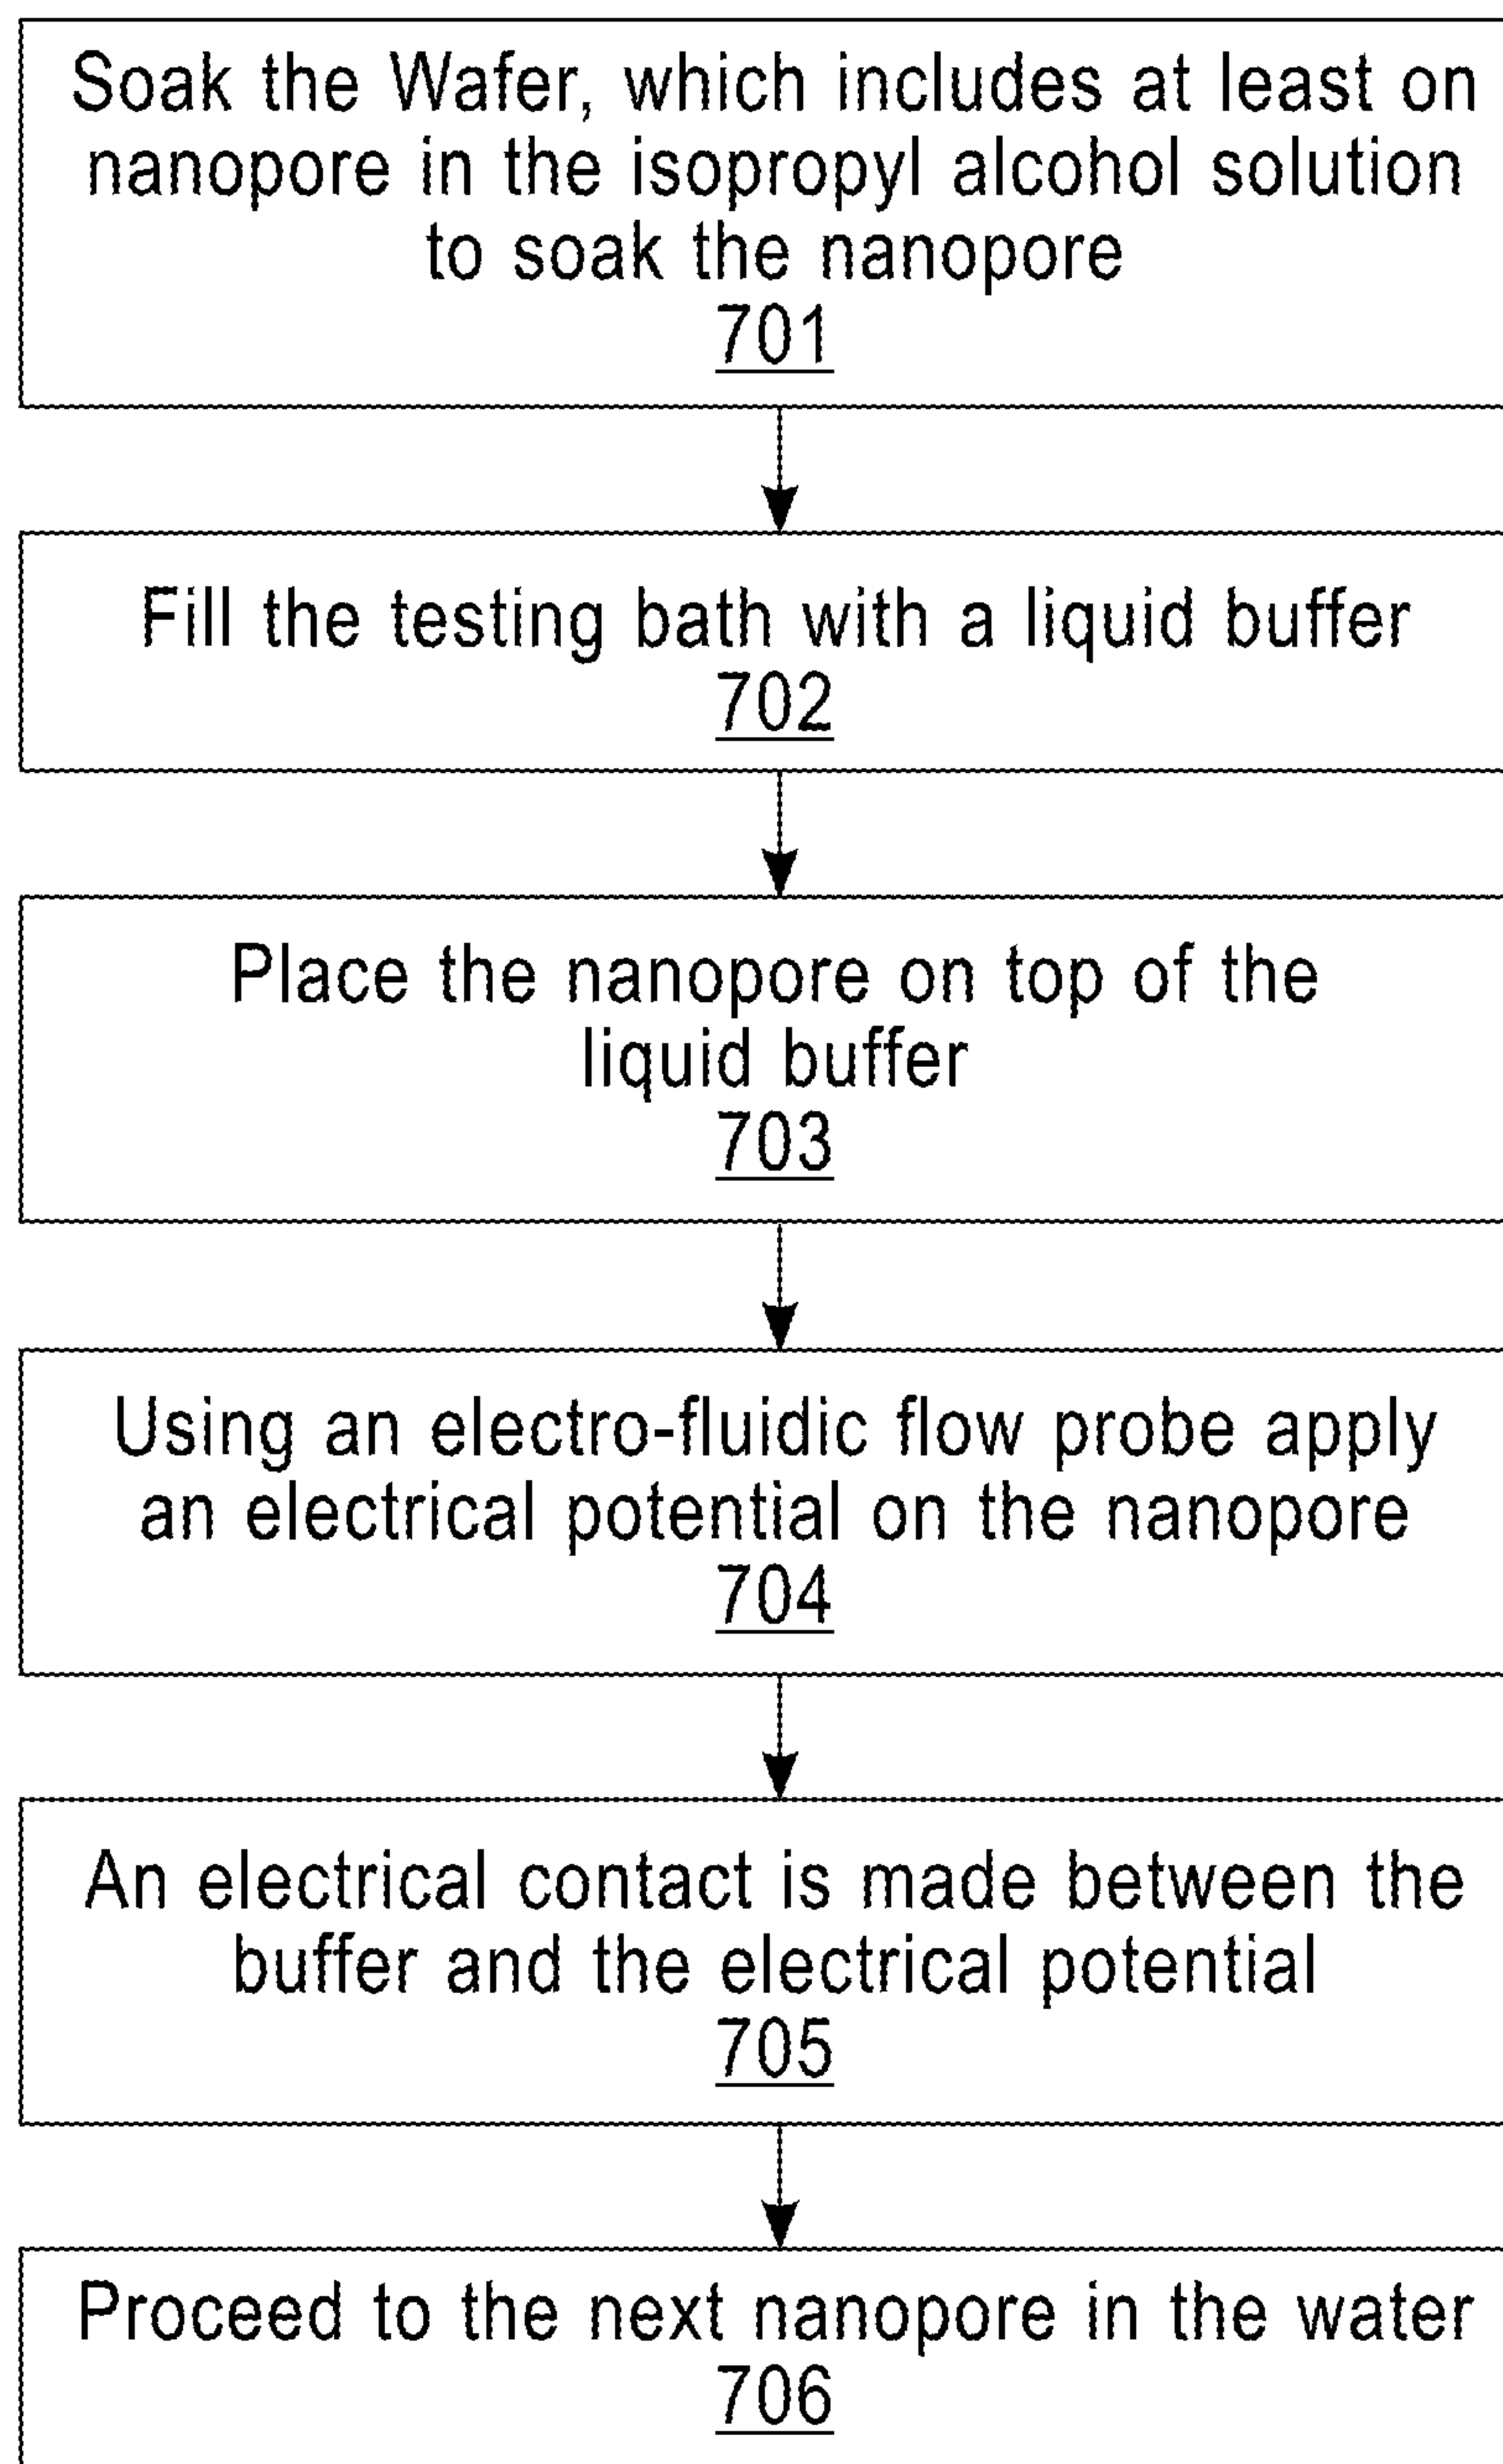 Soak the Wafer, which includes at least on
nanopore in the isopropyl alcohol solution
to soak the nanopore
701
Fill the testing bath with a liquid buffer
702
Place the nanopore on top of the
liquid buffer
703
Using an electro-fluidic flow probe apply
an electrical potential on the nanopore
704
An electrical contact is made between the
buffer and the electrical potential
705
Proceed to the next nanopore in the water
706